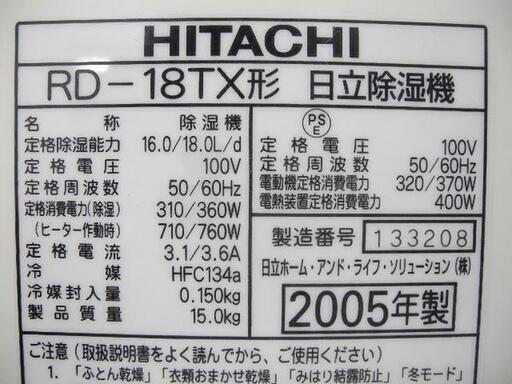 HITACHI
RD-18TX形 日立除湿機
名称 除湿機
定格除湿能力 16.0/18.0L/d
定格電圧 100V
定格周波数 50/60Hz
定格消費電力(除湿) 310/360W
(ヒーター作動時) 710/760W
定格電流 3.1/3.6A
冷媒 HFC134a
冷媒封入量 0.150kg
製品質量 15.0kg
PS
E
定格電圧 100V
定格周波数 50/60Hz
電動機定格消費電力 320/370W
電熱装置定格消費電力 400W
製造番号 133208
日立ホーム・アンド・ライフ・ソリューション(株)
2005年製
ご注意(取扱説明書をよく読んでから、ご使用く
1.「ふとん乾燥」「衣類おまかせ乾燥」「みはり結露防止」「冬モード」